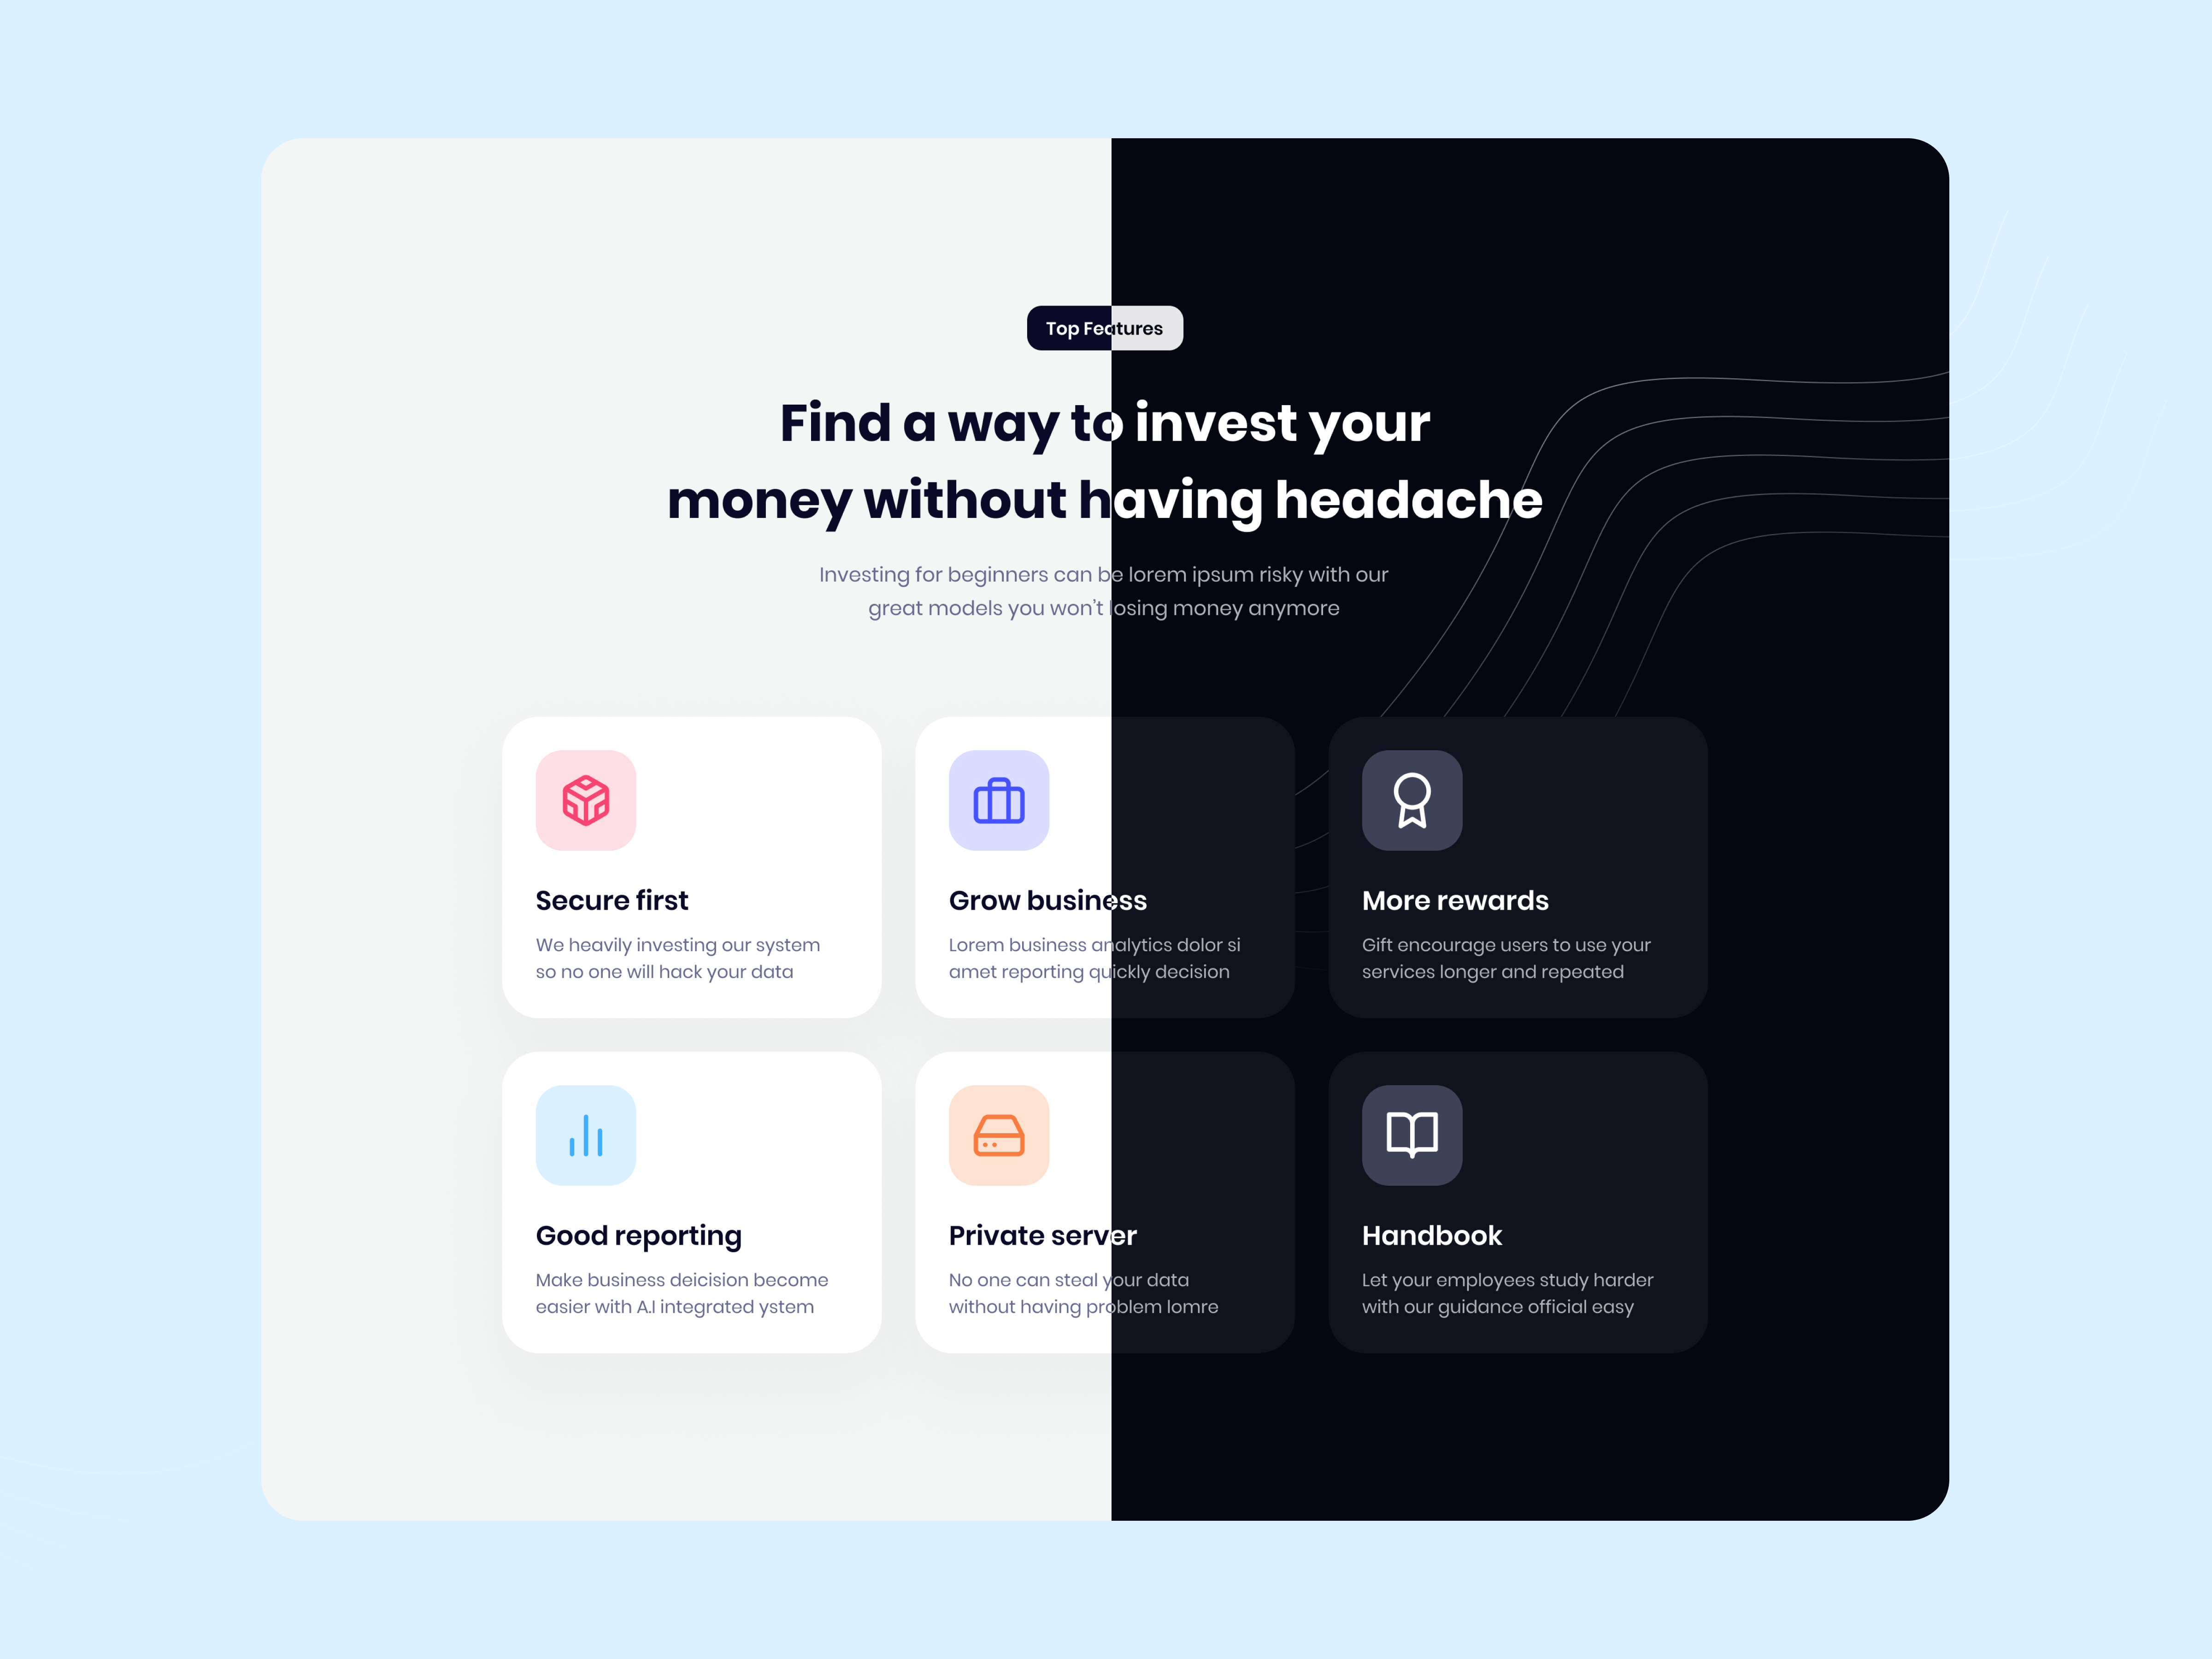 Top Features
Find a way to invest your
money without having headache
Investing for beginners can be lorem ipsum risky with our
great models you won't losing money anymore
Secure first
We heavily investing our system
so no one will hack your data
Grow business
Lorem business analytics dolor si
amet reporting quickly decision
More rewards
Gift encourage users to use your
services longer and repeated
Good reporting
Make business deicision become
easier with A.I integrated ystem
Private server
No one can steal your data
without having problem lomre
Handbook
Let your employees study harder
with our guidance official easy